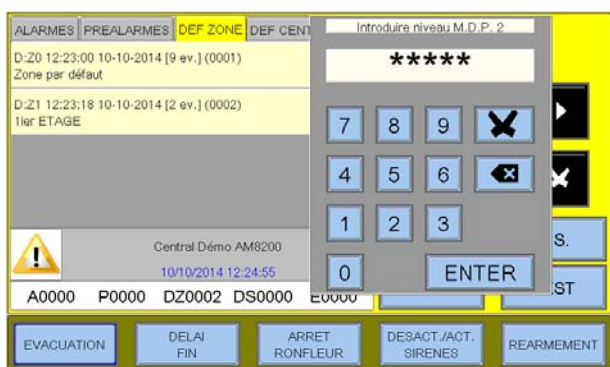 ALARMES PREALARMES DEF ZONE DEF CENT
Introduire niveau M.D.P. 2
*****
D:Z0 12:23:00 10-10-2014 [9 ev.] (0001)
Zone par défaut
D:Z1 12:23:18 10-10-2014 [2 ev.] (0002)
1ier ETAGE
7 8 9
4 5 6
1 2 3
0 ENTER
Central Démo AM8200
10/10/2014 12:24:55
A0000 P0000 DZ0002 DS0000 E0000
S.
ST
EVACUATION
DELAI
FIN
ARRET
RONFLEUR
DESACT./ACT.
SIRENES
REARMEMENT